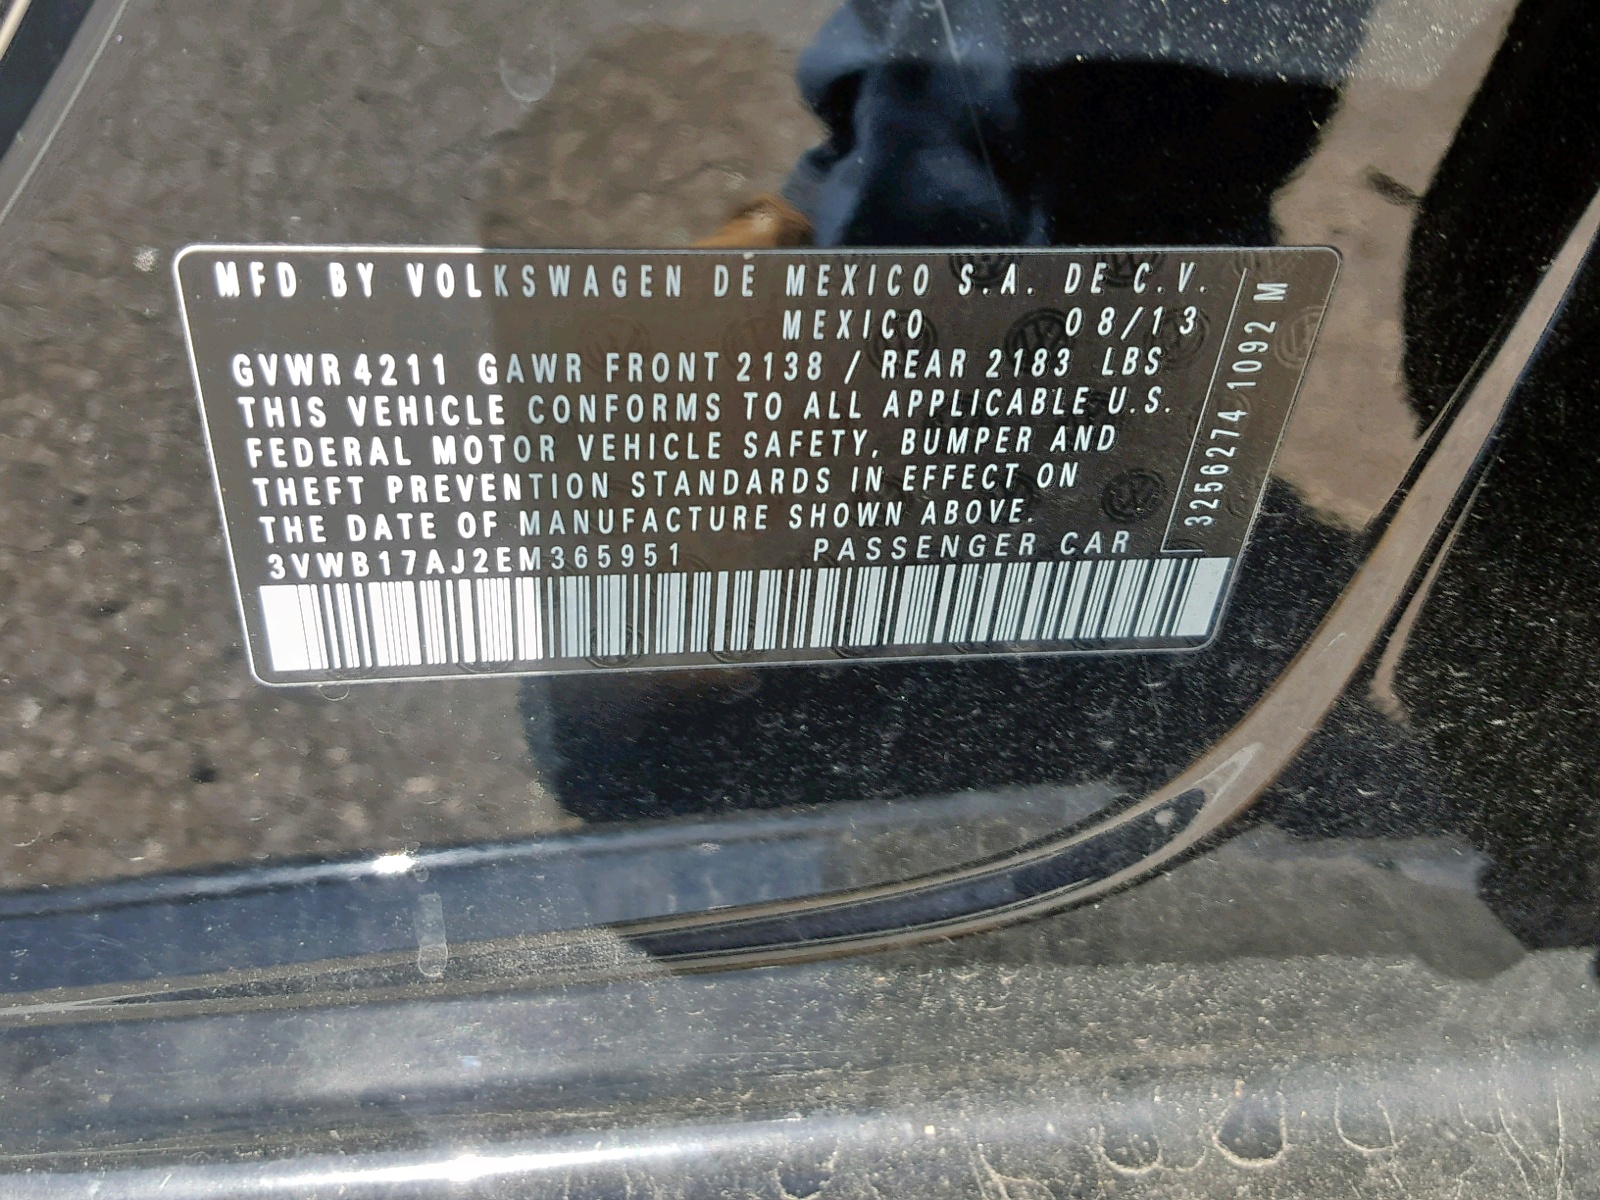 MFD BY VOLKSWAGEN DE MEXICO S.A. DE C.V.
MEXICO 08/13
GVWR 4211 GAWR FRONT 2138 / REAR 2183 LBS
THIS VEHICLE CONFORMS TO ALL APPLICABLE U.S.
FEDERAL MOTOR VEHICLE SAFETY, BUMPER AND
THEFT PREVENTION STANDARDS IN EFFECT ON
THE DATE OF MANUFACTURE SHOWN ABOVE.
3VWB17AJ2EM365951 PASSENGER CAR
3256274 1092 M